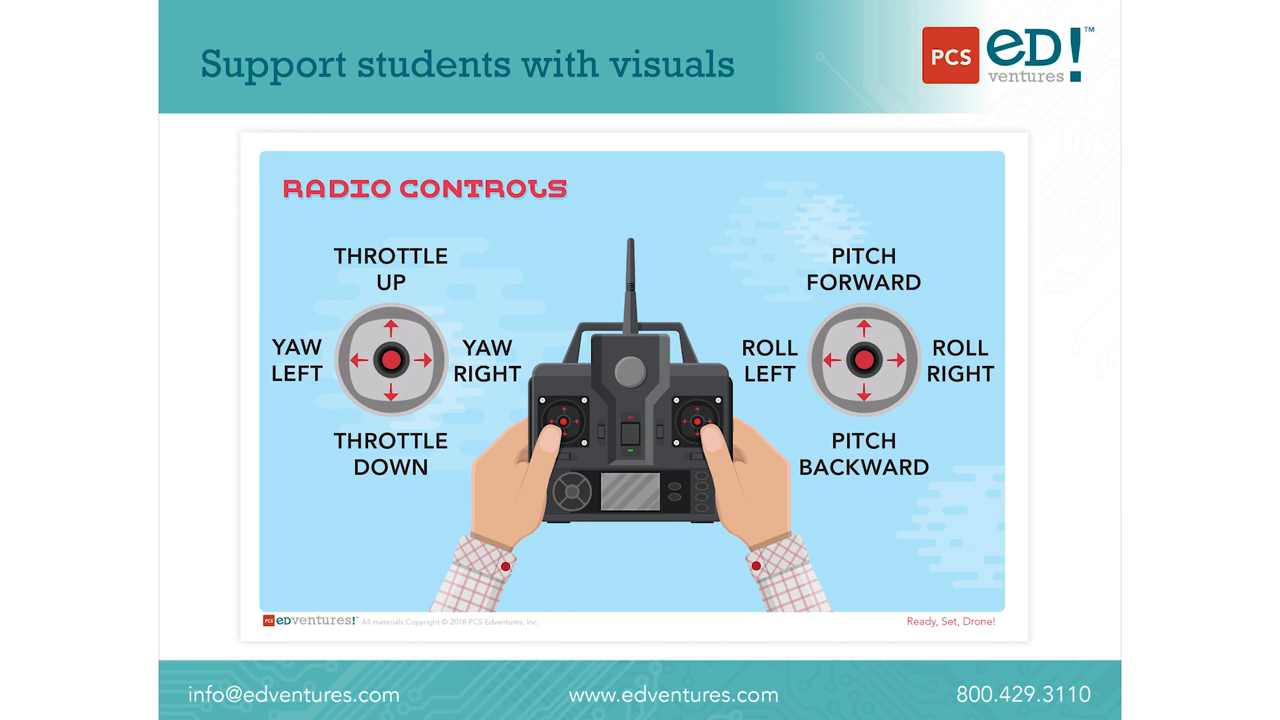 Support students with visuals
PCS
eD!™
ventures
RADIO CONTROLS
THROTTLE
UP
YAW
LEFT
YAW
RIGHT
THROTTLE
DOWN
PITCH
FORWARD
ROLL
LEFT
ROLL
RIGHT
PITCH
BACKWARD
PCS edventures! All materials Copyright © 2018 PCS Edventures, Inc.
Ready, Set, Drone!
info@edventures.com
www.edventures.com
800.429.3110